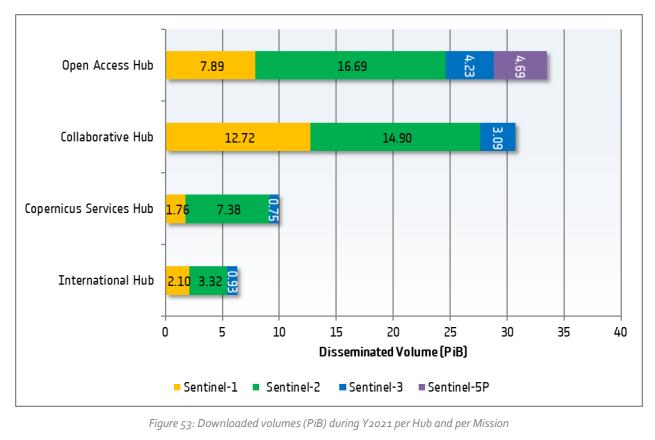 Open Access Hub 7.89 16.69 4.23 4.69
Collaborative Hub 12.72 14.90 3.09
Copernicus Services Hub 1.76 7.38 0.75
International Hub 2.10 3.32 0.93
0 5 10 15 20 25 30 35 40
Disseminated Volume (PiB)
Sentinel-1 Sentinel-2 Sentinel-3 Sentinel-5P
Figure 53: Downloaded volumes (PiB) during Y2021 per Hub and per Mission